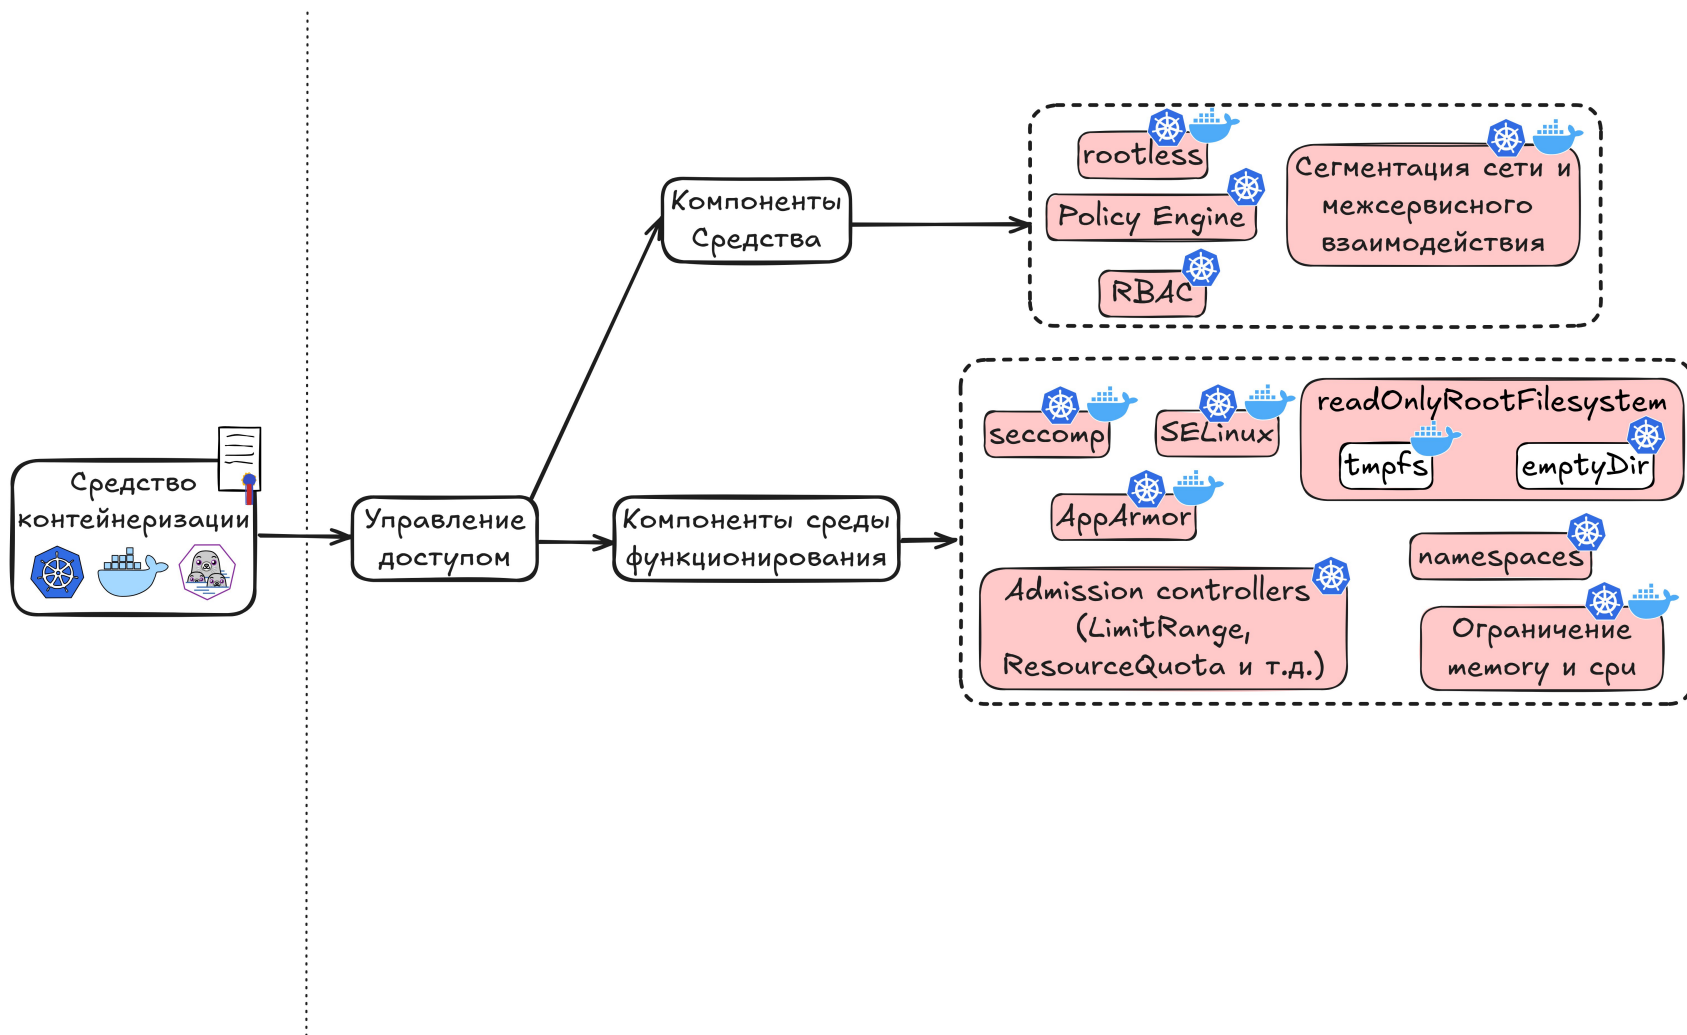 Средство
контейнеризации
Управление
доступом
Компоненты
Средства
Компоненты среды
функционирования
rootless
Policy Engine
RBAC
Сегментация сети и
межсервисного
взаимодействия
seccomp
SELinux
AppArmor
readOnlyRootFilesystem
tmpfs
emptyDir
namespaces
Admission controllers
(LimitRange,
ResourceQuota и т.д.)
Ограничение
memory и cpu